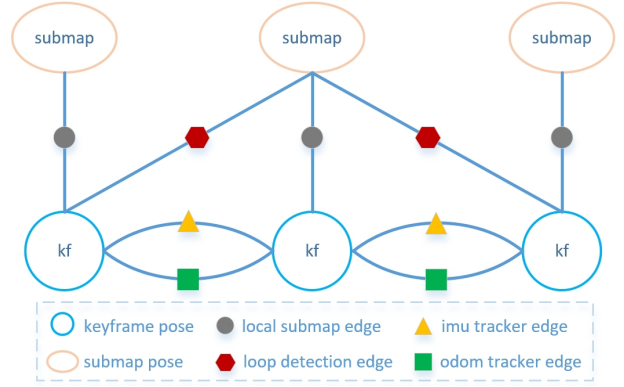 submap submap submap
kf kf kf
keyframe pose local submap edge imu tracker edge
submap pose loop detection edge odom tracker edge